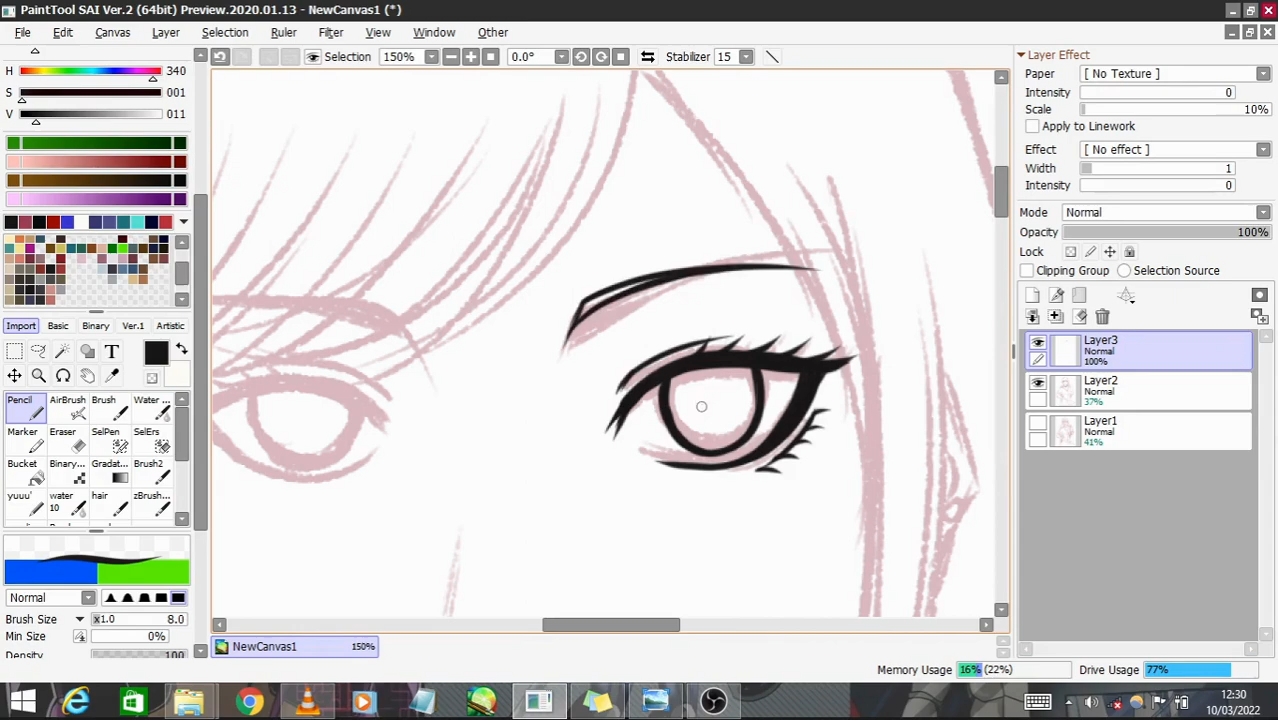 PaintTool SAI Ver.2 (64bit) Preview.2020.01.13 - NewCanvas1 (*)
File Edit Canvas Layer Selection Filter Ruler View Window Other
Selection 150% 0.0° Stabilizer 15
H 340
S 001
V 011
Import Basic Binary Ver.1 Artistic
T
Pencil AirBrush Brush Water ...
Marker Eraser SelPen SelErs
Bucket Binary... Gradat... Brush2
yuuu' water 10 hair zBrush...
Normal
Brush Size x1.0 8.0
Min Size 0%
Density 100
NewCanvas1 150%
Layer Effect
Paper [ No Texture ]
Intensity 0
Scale 10%
Apply to Linework
Effect [ No effect ]
Width 1
Intensity 0
Mode Normal
Opacity 100%
Lock
Clipping Group Selection Source
Layer3
Normal
100%
Layer2
Normal
37%
Layer1
Normal
41%
Memory Usage 16% (22%) Drive Usage 77%
12:30
10/03/2022